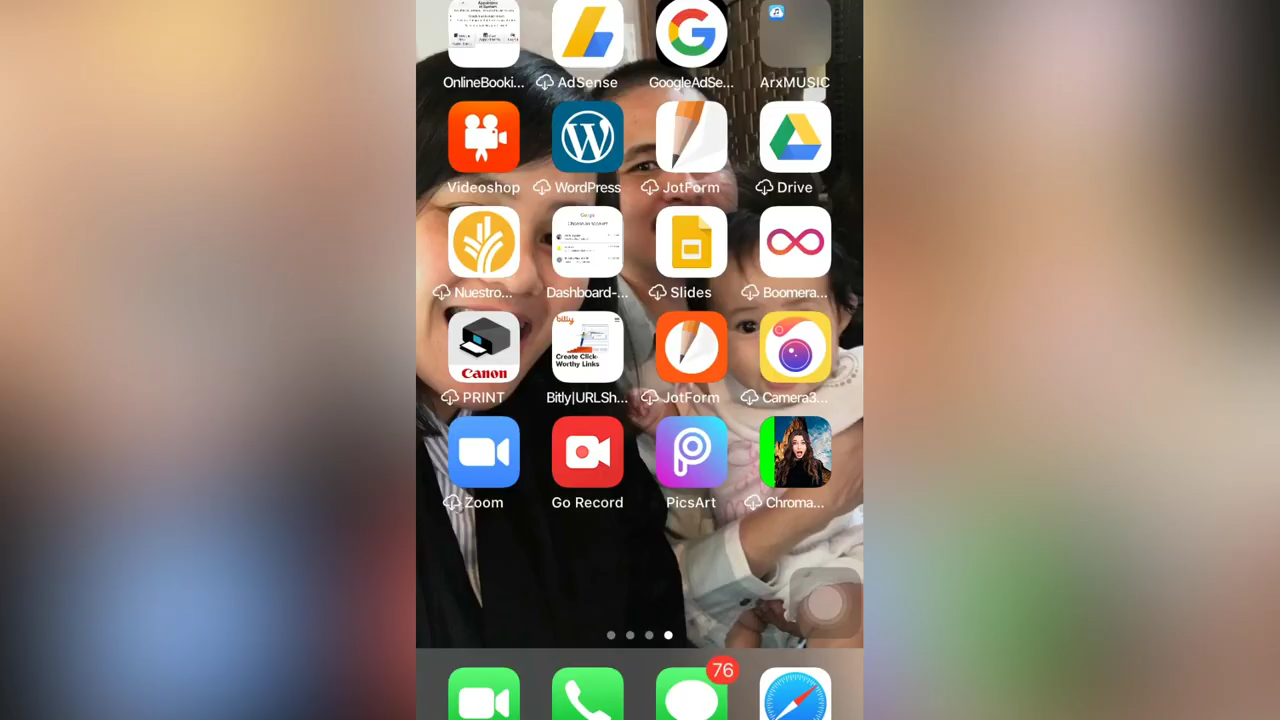 OnlineBooki...
AdSense
GoogleAdSe...
ArxMUSIC
Videoshop
WordPress
JotForm
Drive
Google
Nuestro...
Dashboard-...
Slides
Boomera...
Canon
bitly
Create Click-
Worthy Links
PRINT
Bitly|URLSh...
JotForm
Camera3...
Zoom
Go Record
PicsArt
Chroma...
76